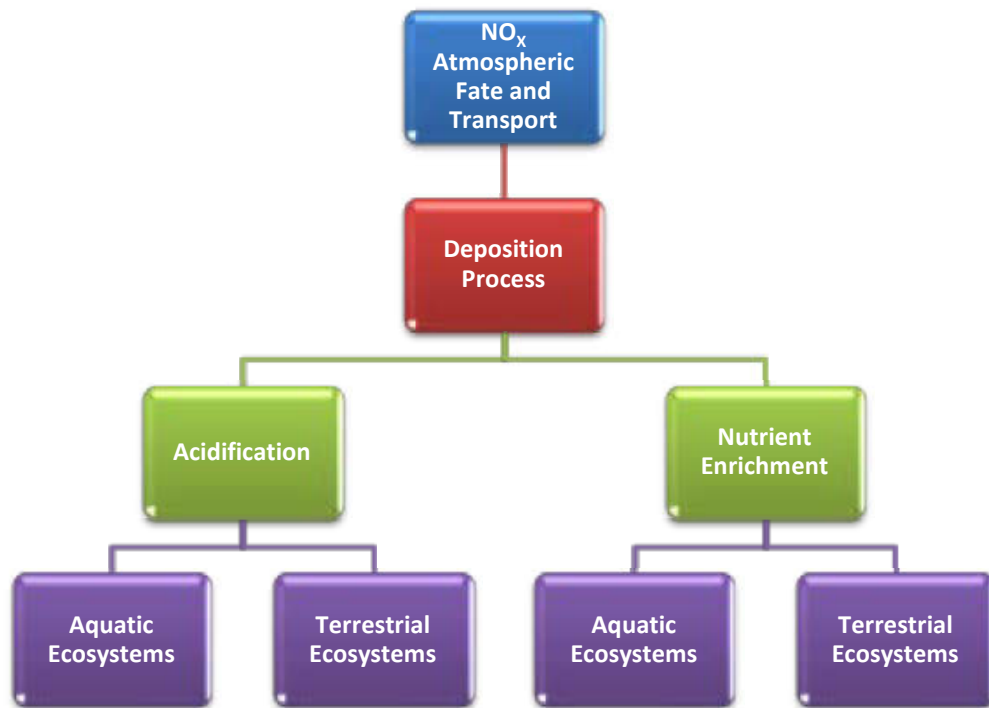 NOX
Atmospheric
Fate and
Transport
Deposition
Process
Acidification
Nutrient
Enrichment
Aquatic
Ecosystems
Terrestrial
Ecosystems
Aquatic
Ecosystems
Terrestrial
Ecosystems